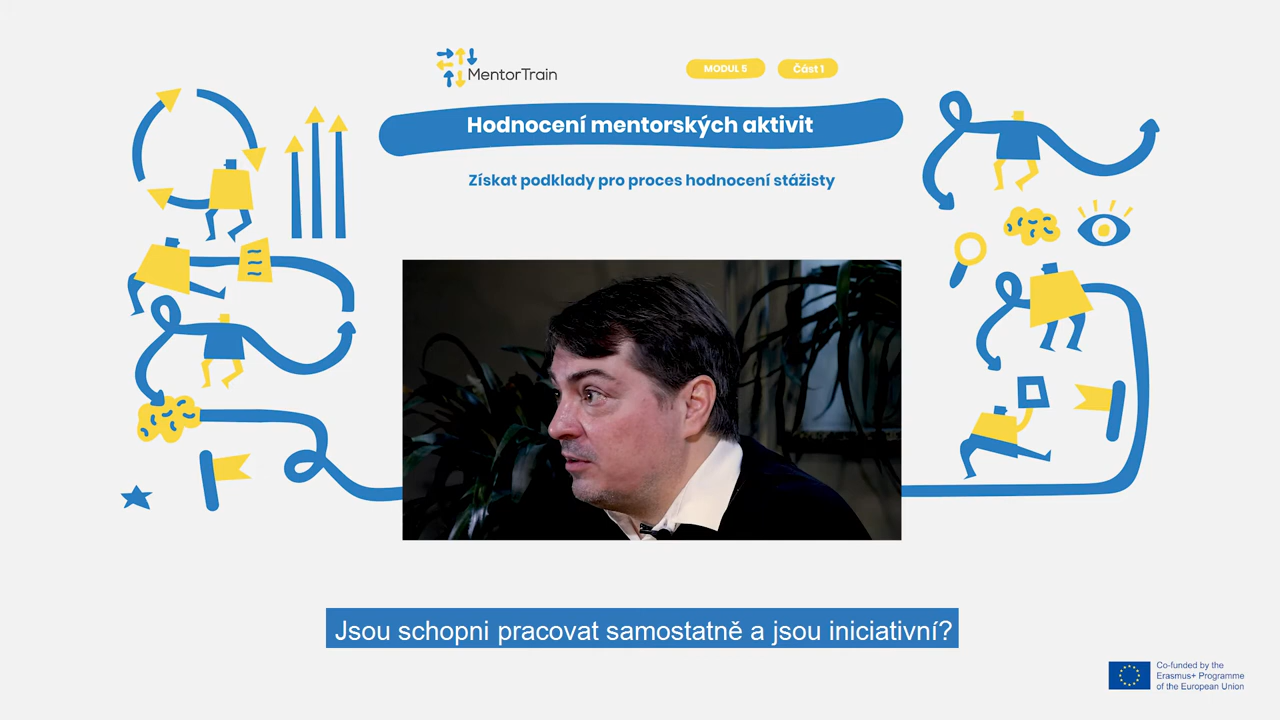 MentorTrain
MODUL 5
Část 1
Hodnocení mentorských aktivit
Získat podklady pro proces hodnocení stážisty
Jsou schopni pracovat samostatně a jsou iniciativní?
Co-funded by the
Erasmus+ Programme
of the European Union